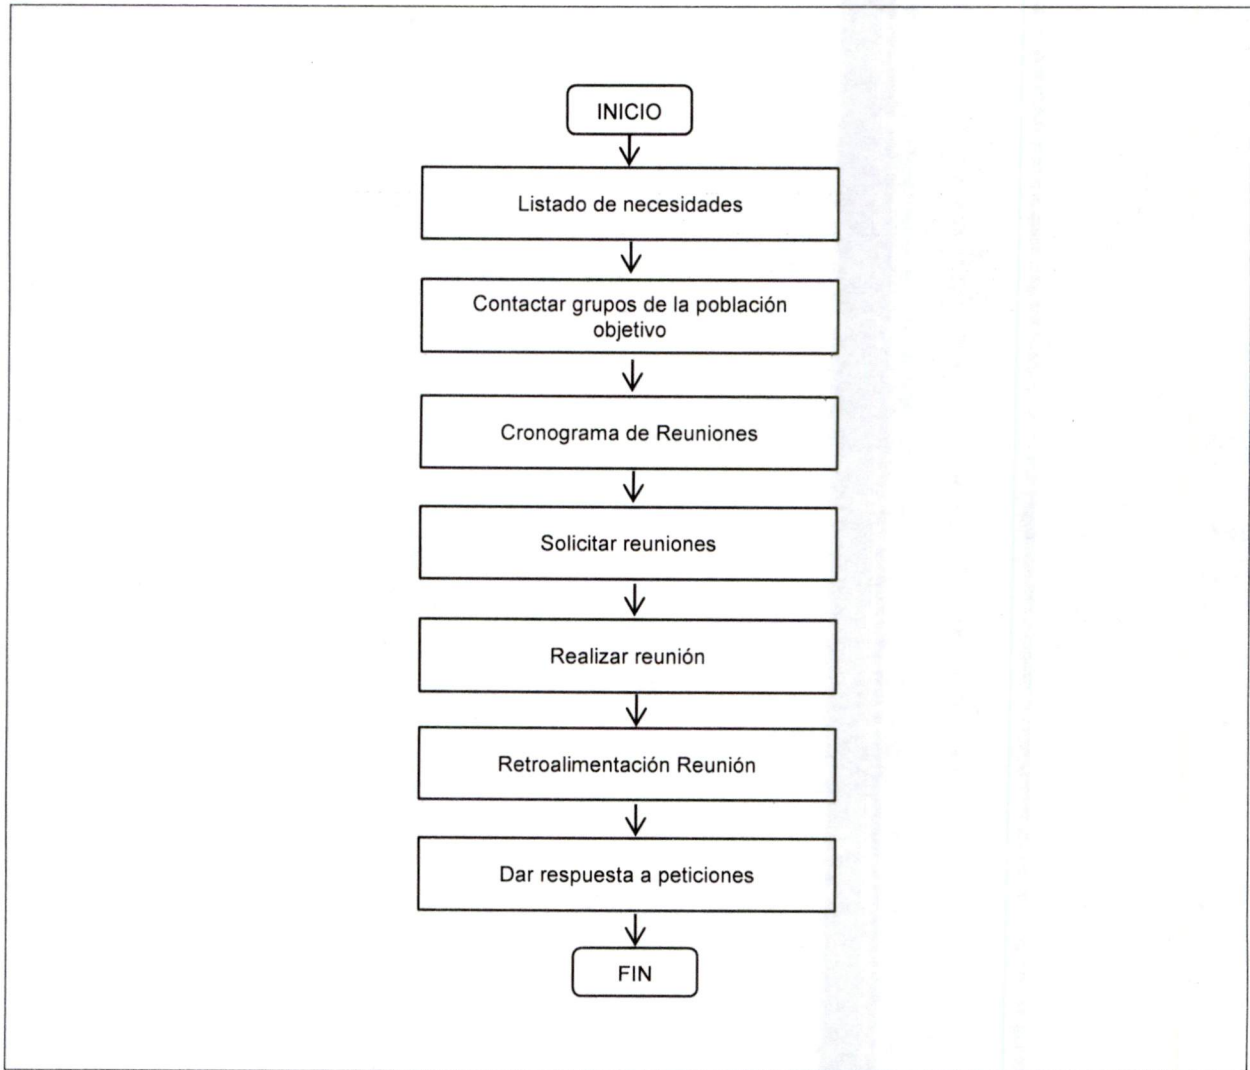 INICIO
Listado de necesidades
Contactar grupos de la población
objetivo
Cronograma de Reuniones
Solicitar reuniones
Realizar reunión
Retroalimentación Reunión
Dar respuesta a peticiones
FIN